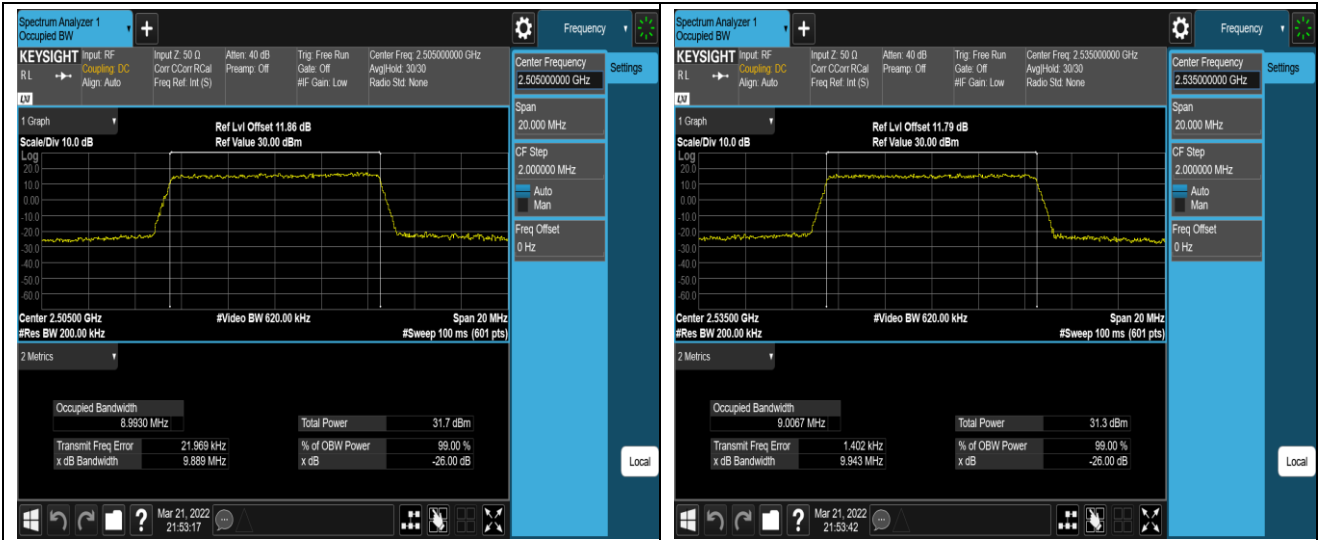 Spectrum Analyzer 1
Occupied BW
+
Frequency
KEYSIGHT
RL
LXI
Input: RF
Coupling: DC
Align: Auto
Input Z: 50 Ω
Corr CCorr RCal
Freq Ref: Int (S)
Atten: 40 dB
Preamp: Off
Trig: Free Run
Gate: Off
#IF Gain: Low
Center Freq: 2.505000000 GHz
Avg|Hold: 30/30
Radio Std: None
Center Frequency
2.505000000 GHz
Settings
Span
20.000 MHz
CF Step
2.000000 MHz
Auto
Man
Freq Offset
0 Hz
1 Graph
Scale/Div 10.0 dB
Ref Lvl Offset 11.86 dB
Ref Value 30.00 dBm
Log
20.0
10.0
0.00
-10.0
-20.0
-30.0
-40.0
-50.0
-60.0
Center 2.50500 GHz
#Video BW 620.00 kHz
Span 20 MHz
#Res BW 200.00 kHz
#Sweep 100 ms (601 pts)
2 Metrics
Occupied Bandwidth
8.9930 MHz
Total Power 31.7 dBm
Transmit Freq Error 21.969 kHz
% of OBW Power 99.00 %
x dB Bandwidth 9.889 MHz
x dB -26.00 dB
Local
?
Mar 21, 2022
21:53:17
Spectrum Analyzer 1
Occupied BW
+
Frequency
KEYSIGHT
RL
LXI
Input: RF
Coupling: DC
Align: Auto
Input Z: 50 Ω
Corr CCorr RCal
Freq Ref: Int (S)
Atten: 40 dB
Preamp: Off
Trig: Free Run
Gate: Off
#IF Gain: Low
Center Freq: 2.535000000 GHz
Avg|Hold: 30/30
Radio Std: None
Center Frequency
2.535000000 GHz
Settings
Span
20.000 MHz
CF Step
2.000000 MHz
Auto
Man
Freq Offset
0 Hz
1 Graph
Scale/Div 10.0 dB
Ref Lvl Offset 11.79 dB
Ref Value 30.00 dBm
Log
20.0
10.0
0.00
-10.0
-20.0
-30.0
-40.0
-50.0
-60.0
Center 2.53500 GHz
#Video BW 620.00 kHz
Span 20 MHz
#Res BW 200.00 kHz
#Sweep 100 ms (601 pts)
2 Metrics
Occupied Bandwidth
9.0067 MHz
Total Power 31.3 dBm
Transmit Freq Error 1.402 kHz
% of OBW Power 99.00 %
x dB Bandwidth 9.943 MHz
x dB -26.00 dB
Local
?
Mar 21, 2022
21:53:42